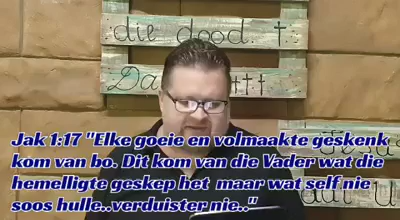 die dood †
Da
Jak 1:17 "Elke goeie en volmaakte geskenk
kom van bo. Dit kom van die Vader wat die
hemelligte geskep het maar wat self nie
soos hulle..verduister nie.."